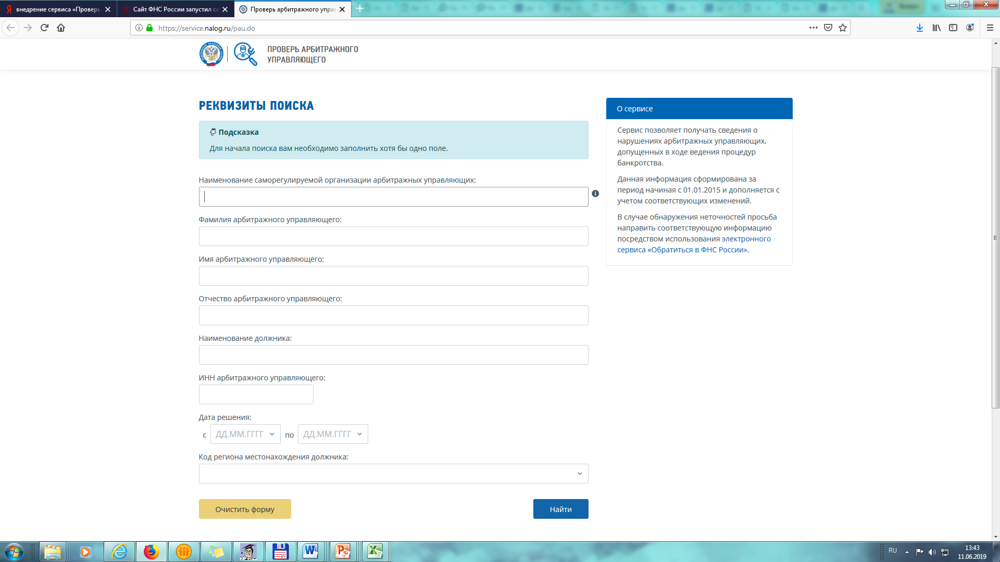 внедрение сервиса «Проверь
Сайт ФНС России запустил се
Проверь арбитражного управ
https://service.nalog.ru/pau.do
ПРОВЕРЬ АРБИТРАЖНОГО
УПРАВЛЯЮЩЕГО
РЕКВИЗИТЫ ПОИСКА
Подсказка
Для начала поиска вам необходимо заполнить хотя бы одно поле.
Наименование саморегулируемой организации арбитражных управляющих:
Фамилия арбитражного управляющего:
Имя арбитражного управляющего:
Отчество арбитражного управляющего:
Наименование должника:
ИНН арбитражного управляющего:
Дата решения:
с ДД.ММ.ГГГГ по ДД.ММ.ГГГГ
Код региона местонахождения должника:
Очистить форму
Найти
О сервисе
Сервис позволяет получать сведения о
нарушениях арбитражных управляющих,
допущенных в ходе ведения процедур
банкротства.
Данная информация сформирована за
период начиная с 01.01.2015 и дополняется с
учетом соответствующих изменений.
В случае обнаружения неточностей просьба
направить соответствующую информацию
посредством использования электронного
сервиса «Обратиться в ФНС России».
RU
13:43
11.06.2019